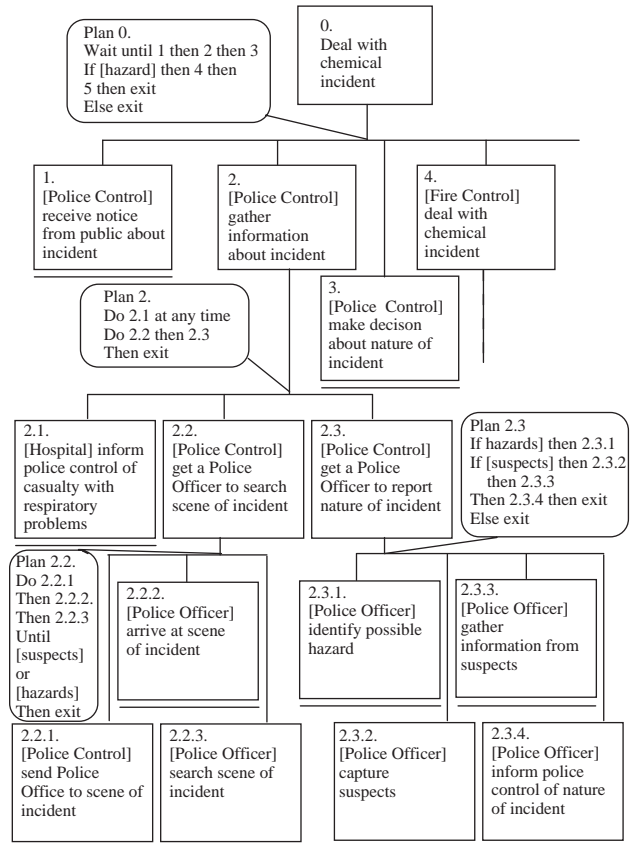 Plan 0.
Wait until 1 then 2 then 3
If [hazard] then 4 then
5 then exit
Else exit
0.
Deal with
chemical
incident
1.
[Police Control]
receive notice
from public about
incident
2.
[Police Control]
gather
information
about incident
4.
[Fire Control]
deal with
chemical
incident
3.
[Police Control]
make decison
about nature of
incident
Plan 2.
Do 2.1 at any time
Do 2.2 then 2.3
Then exit
2.1.
[Hospital] inform
police control of
casualty with
respiratory
problems
2.2.
[Police Control]
get a Police
Officer to search
scene of incident
2.3.
[Police Control]
get a Police
Officer to report
nature of incident
Plan 2.3
If hazards] then 2.3.1
If [suspects] then 2.3.2
then 2.3.3
Then 2.3.4 then exit
Else exit
Plan 2.2.
Do 2.2.1
Then 2.2.2.
Then 2.2.3
Until
[suspects]
or
[hazards]
Then exit
2.2.2.
[Police Officer]
arrive at scene
of incident
2.3.1.
[Police Officer]
identify possible
hazard
2.3.3.
[Police Officer]
gather
information from
suspects
2.2.1.
[Police Control]
send Police
Office to scene of
incident
2.2.3.
[Police Officer]
search scene of
incident
2.3.2.
[Police Officer]
capture
suspects
2.3.4.
[Police Officer]
inform police
control of nature
of incident